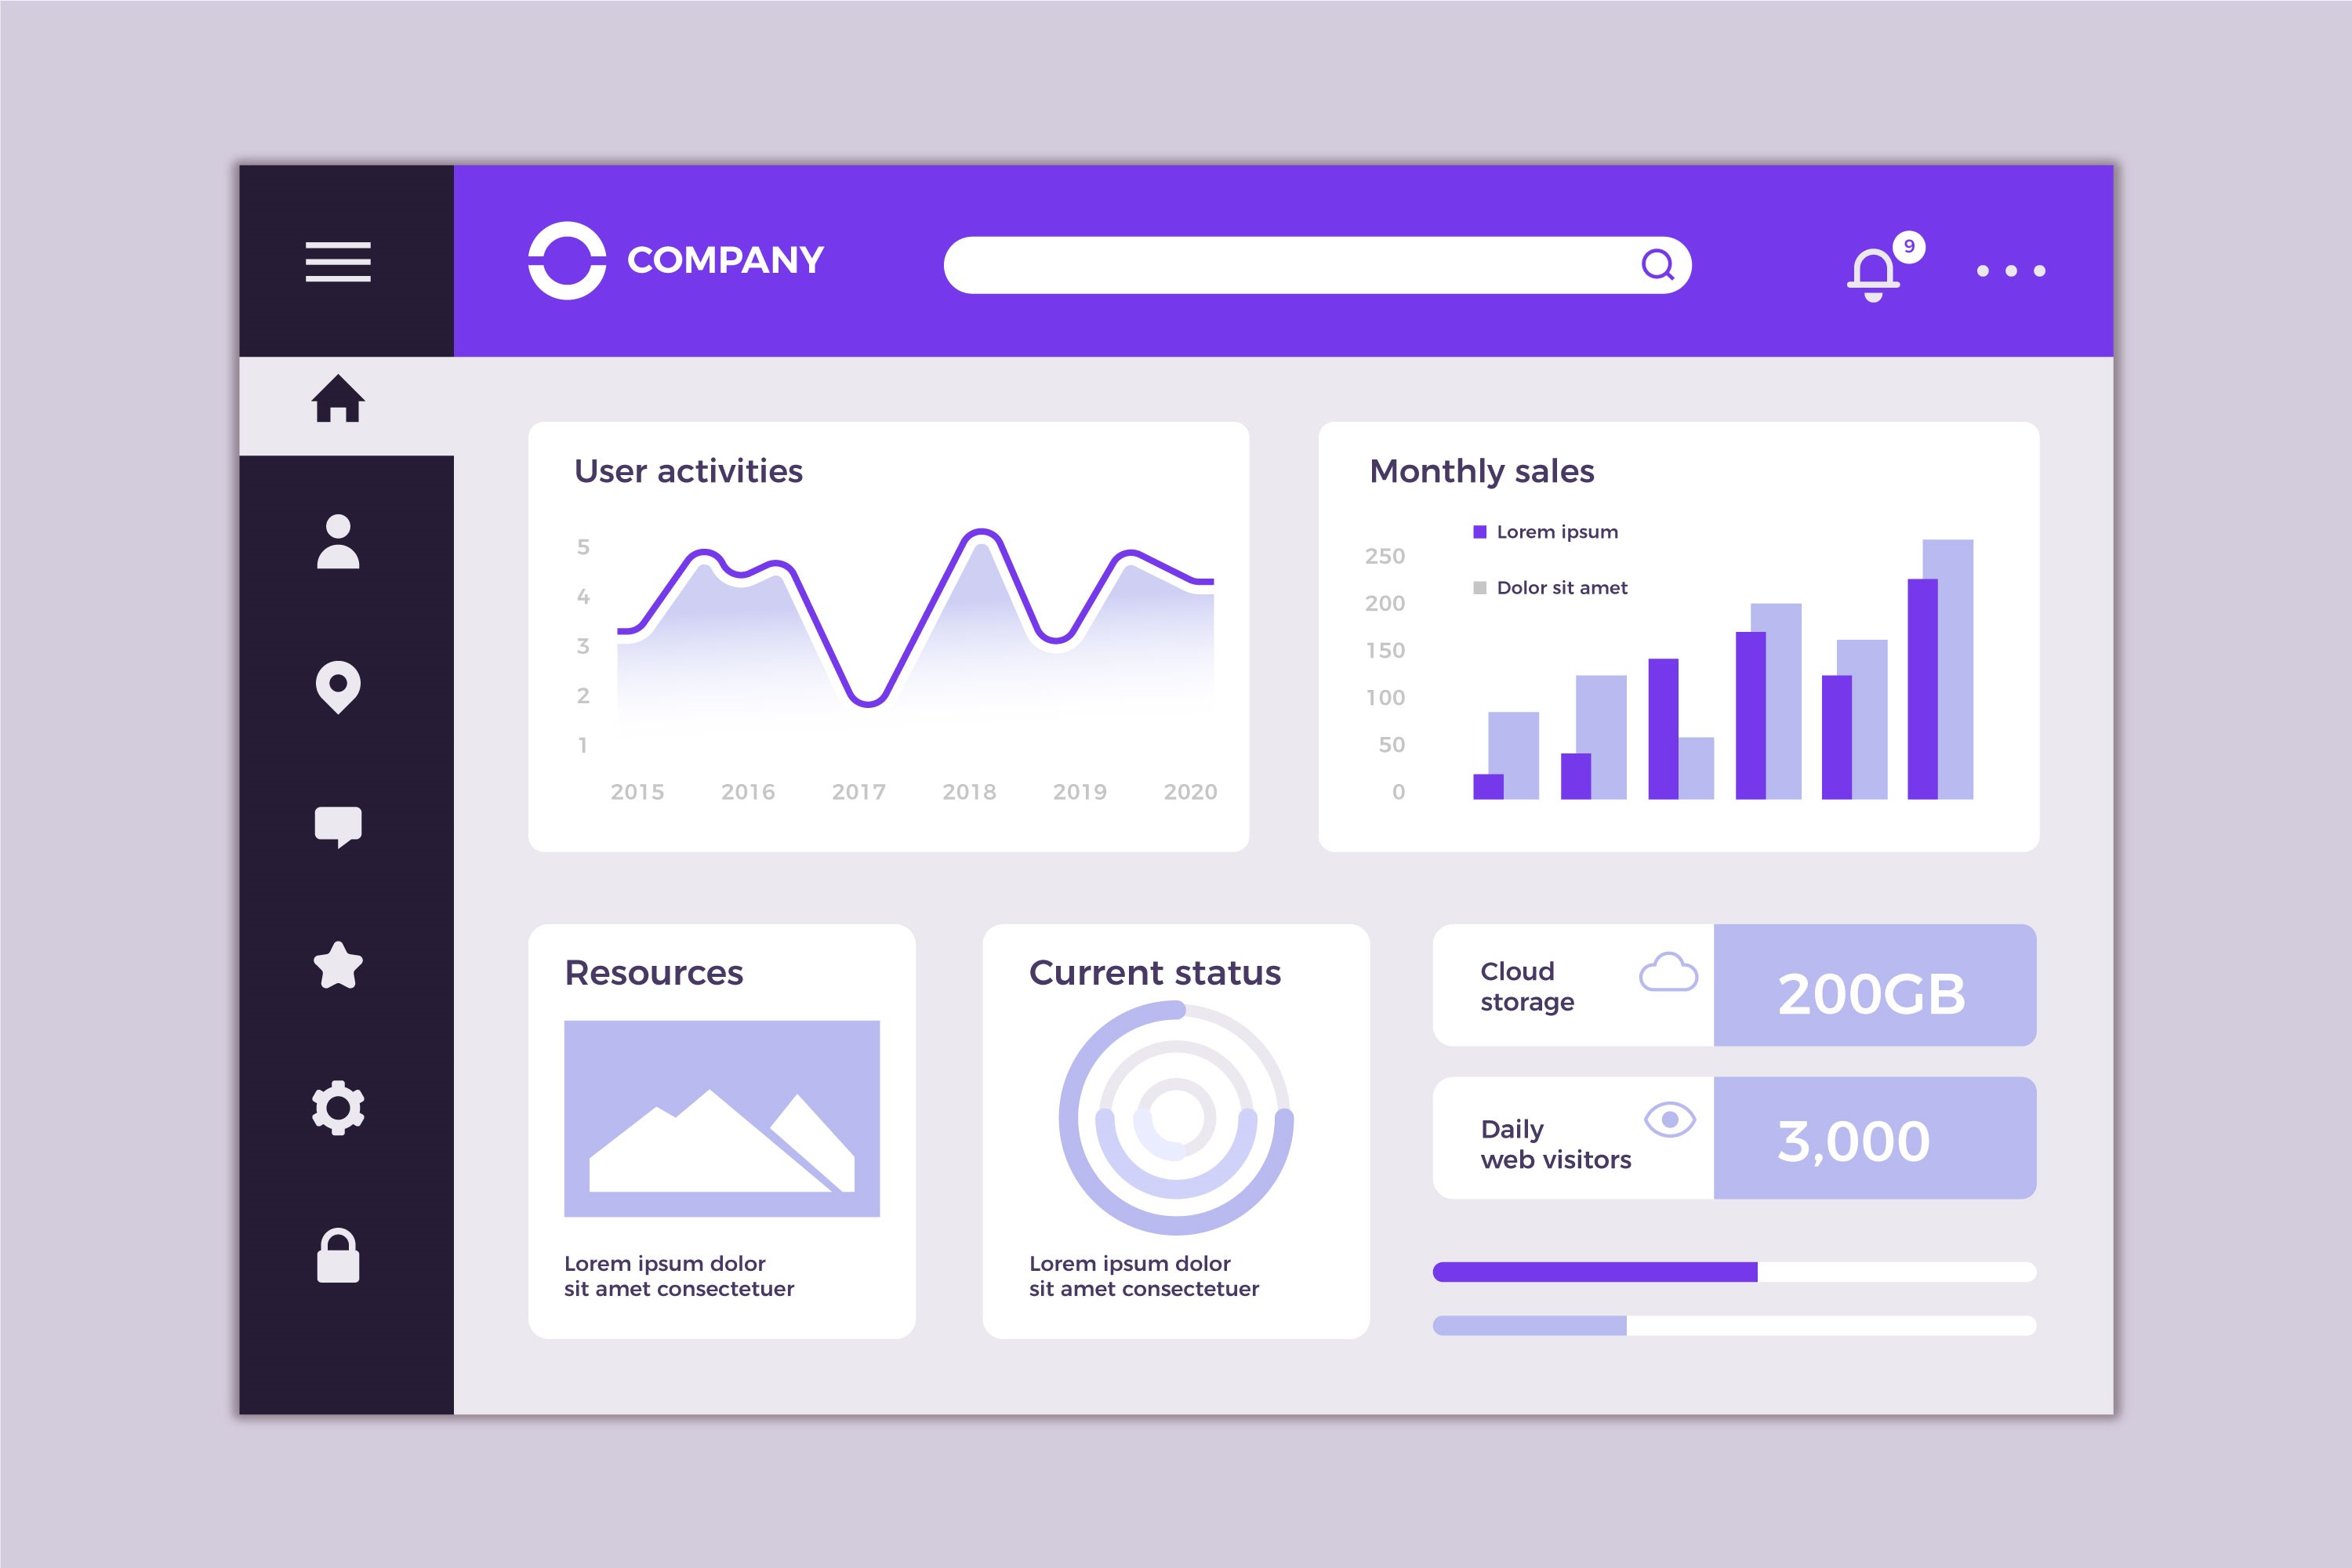 COMPANY
9
User activities
5
4
3
2
1
2015 2016 2017 2018 2019 2020
Monthly sales
Lorem ipsum
Dolor sit amet
250
200
150
100
50
0
Resources
Lorem ipsum dolor
sit amet consectetuer
Current status
Lorem ipsum dolor
sit amet consectetuer
Cloud
storage
200GB
Daily
web visitors
3,000